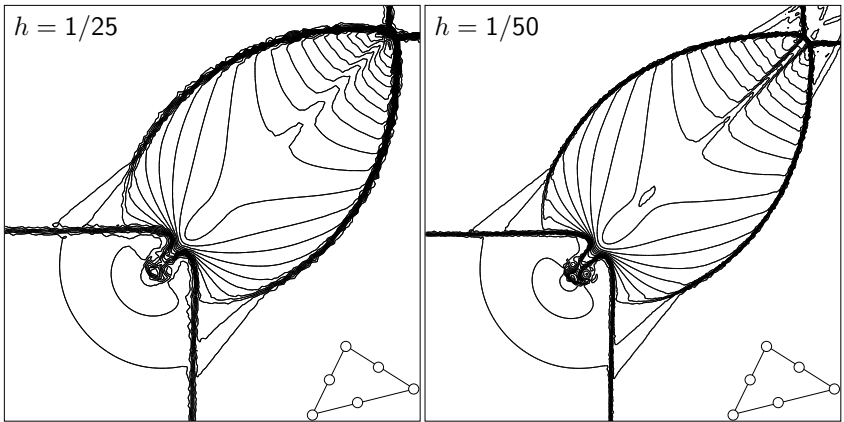 h = 1/25
h = 1/50